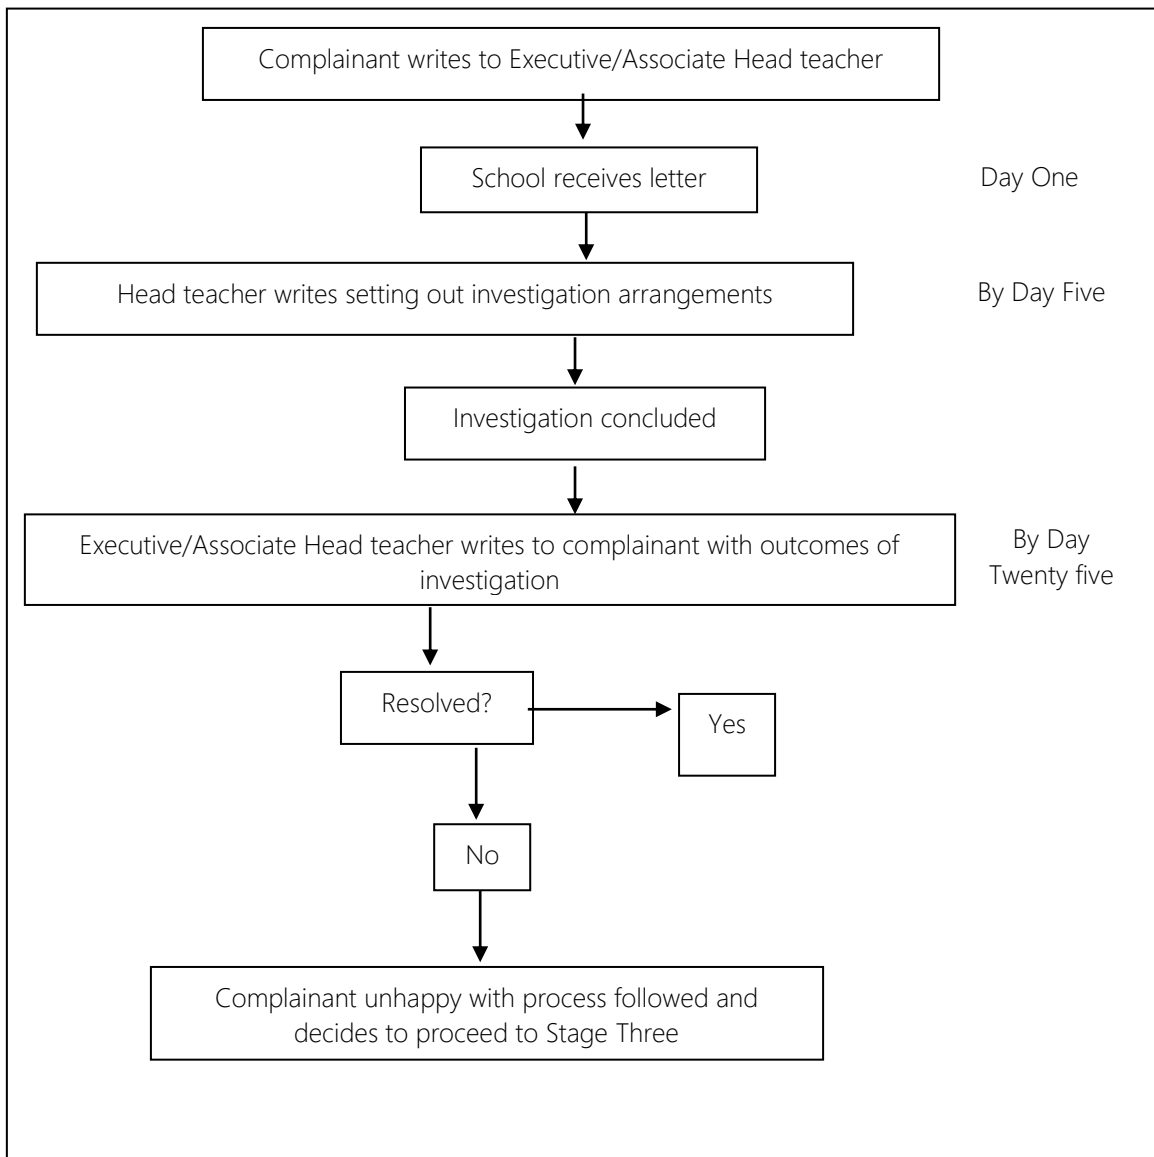 Complainant writes to Executive/Associate Head teacher
School receives letter
Day One
Head teacher writes setting out investigation arrangements
By Day Five
Investigation concluded
Executive/Associate Head teacher writes to complainant with outcomes of
investigation
By Day
Twenty five
Resolved?
Yes
No
Complainant unhappy with process followed and
decides to proceed to Stage Three